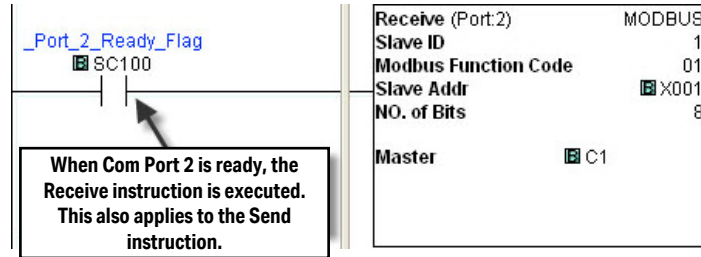 _Port_2_Ready_Flag
B SC100
When Com Port 2 is ready, the
Receive instruction is executed.
This also applies to the Send
instruction.
Receive (Port:2) MODBUS
Slave ID 1
Modbus Function Code 01
Slave Addr B X001
NO. of Bits 8
Master B C1